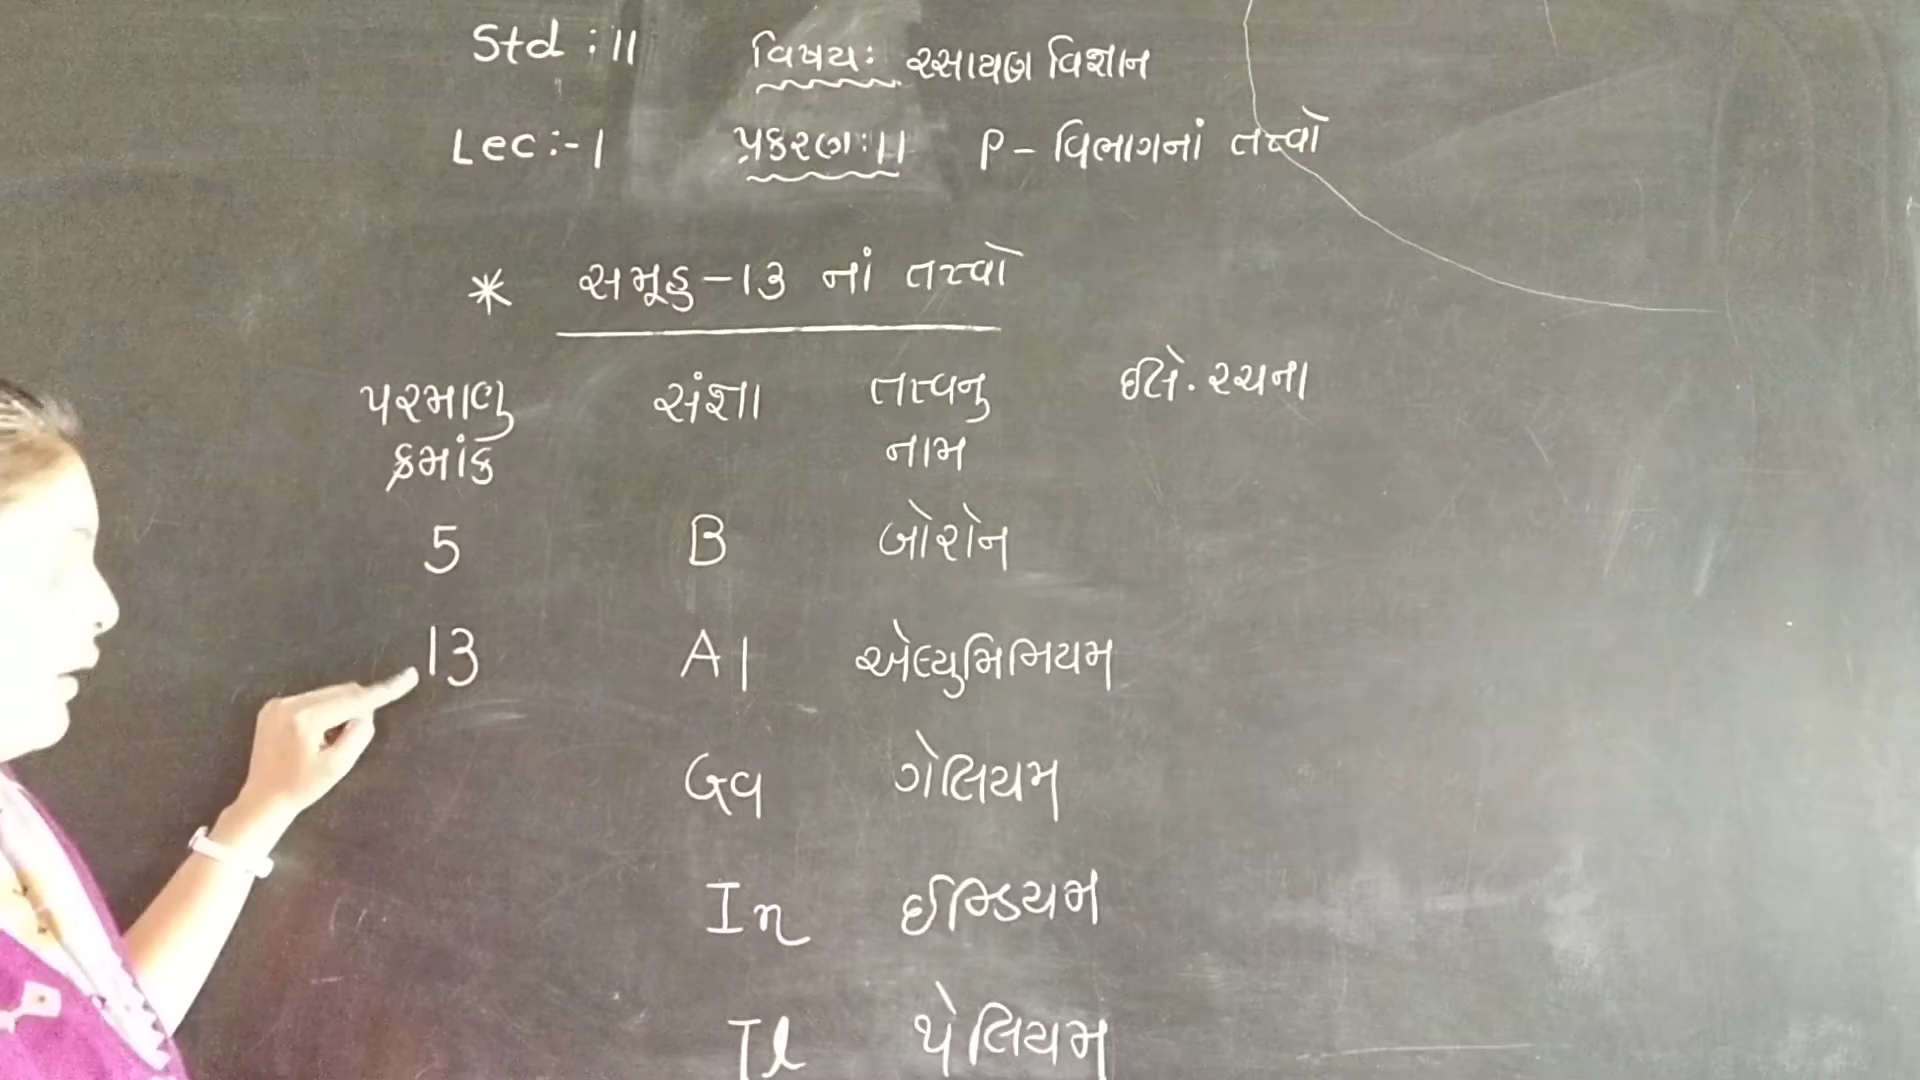 Std : 11 વિષય: રસાયણ વિજ્ઞાન
Lec :- 1 પ્રકરણ: 11 P - વિભાગનાં તત્વો
* સમૂહ - 13 નાં તત્વો
પરમાણુ સંજ્ઞા તત્વનુ ઈલે. રચના
ક્રમાંક નામ
5 B બોરોન
13 Al એલ્યુમિનિયમ
Ga ગેલિયમ
In ઈન્ડિયમ
Tl થેલિયમ